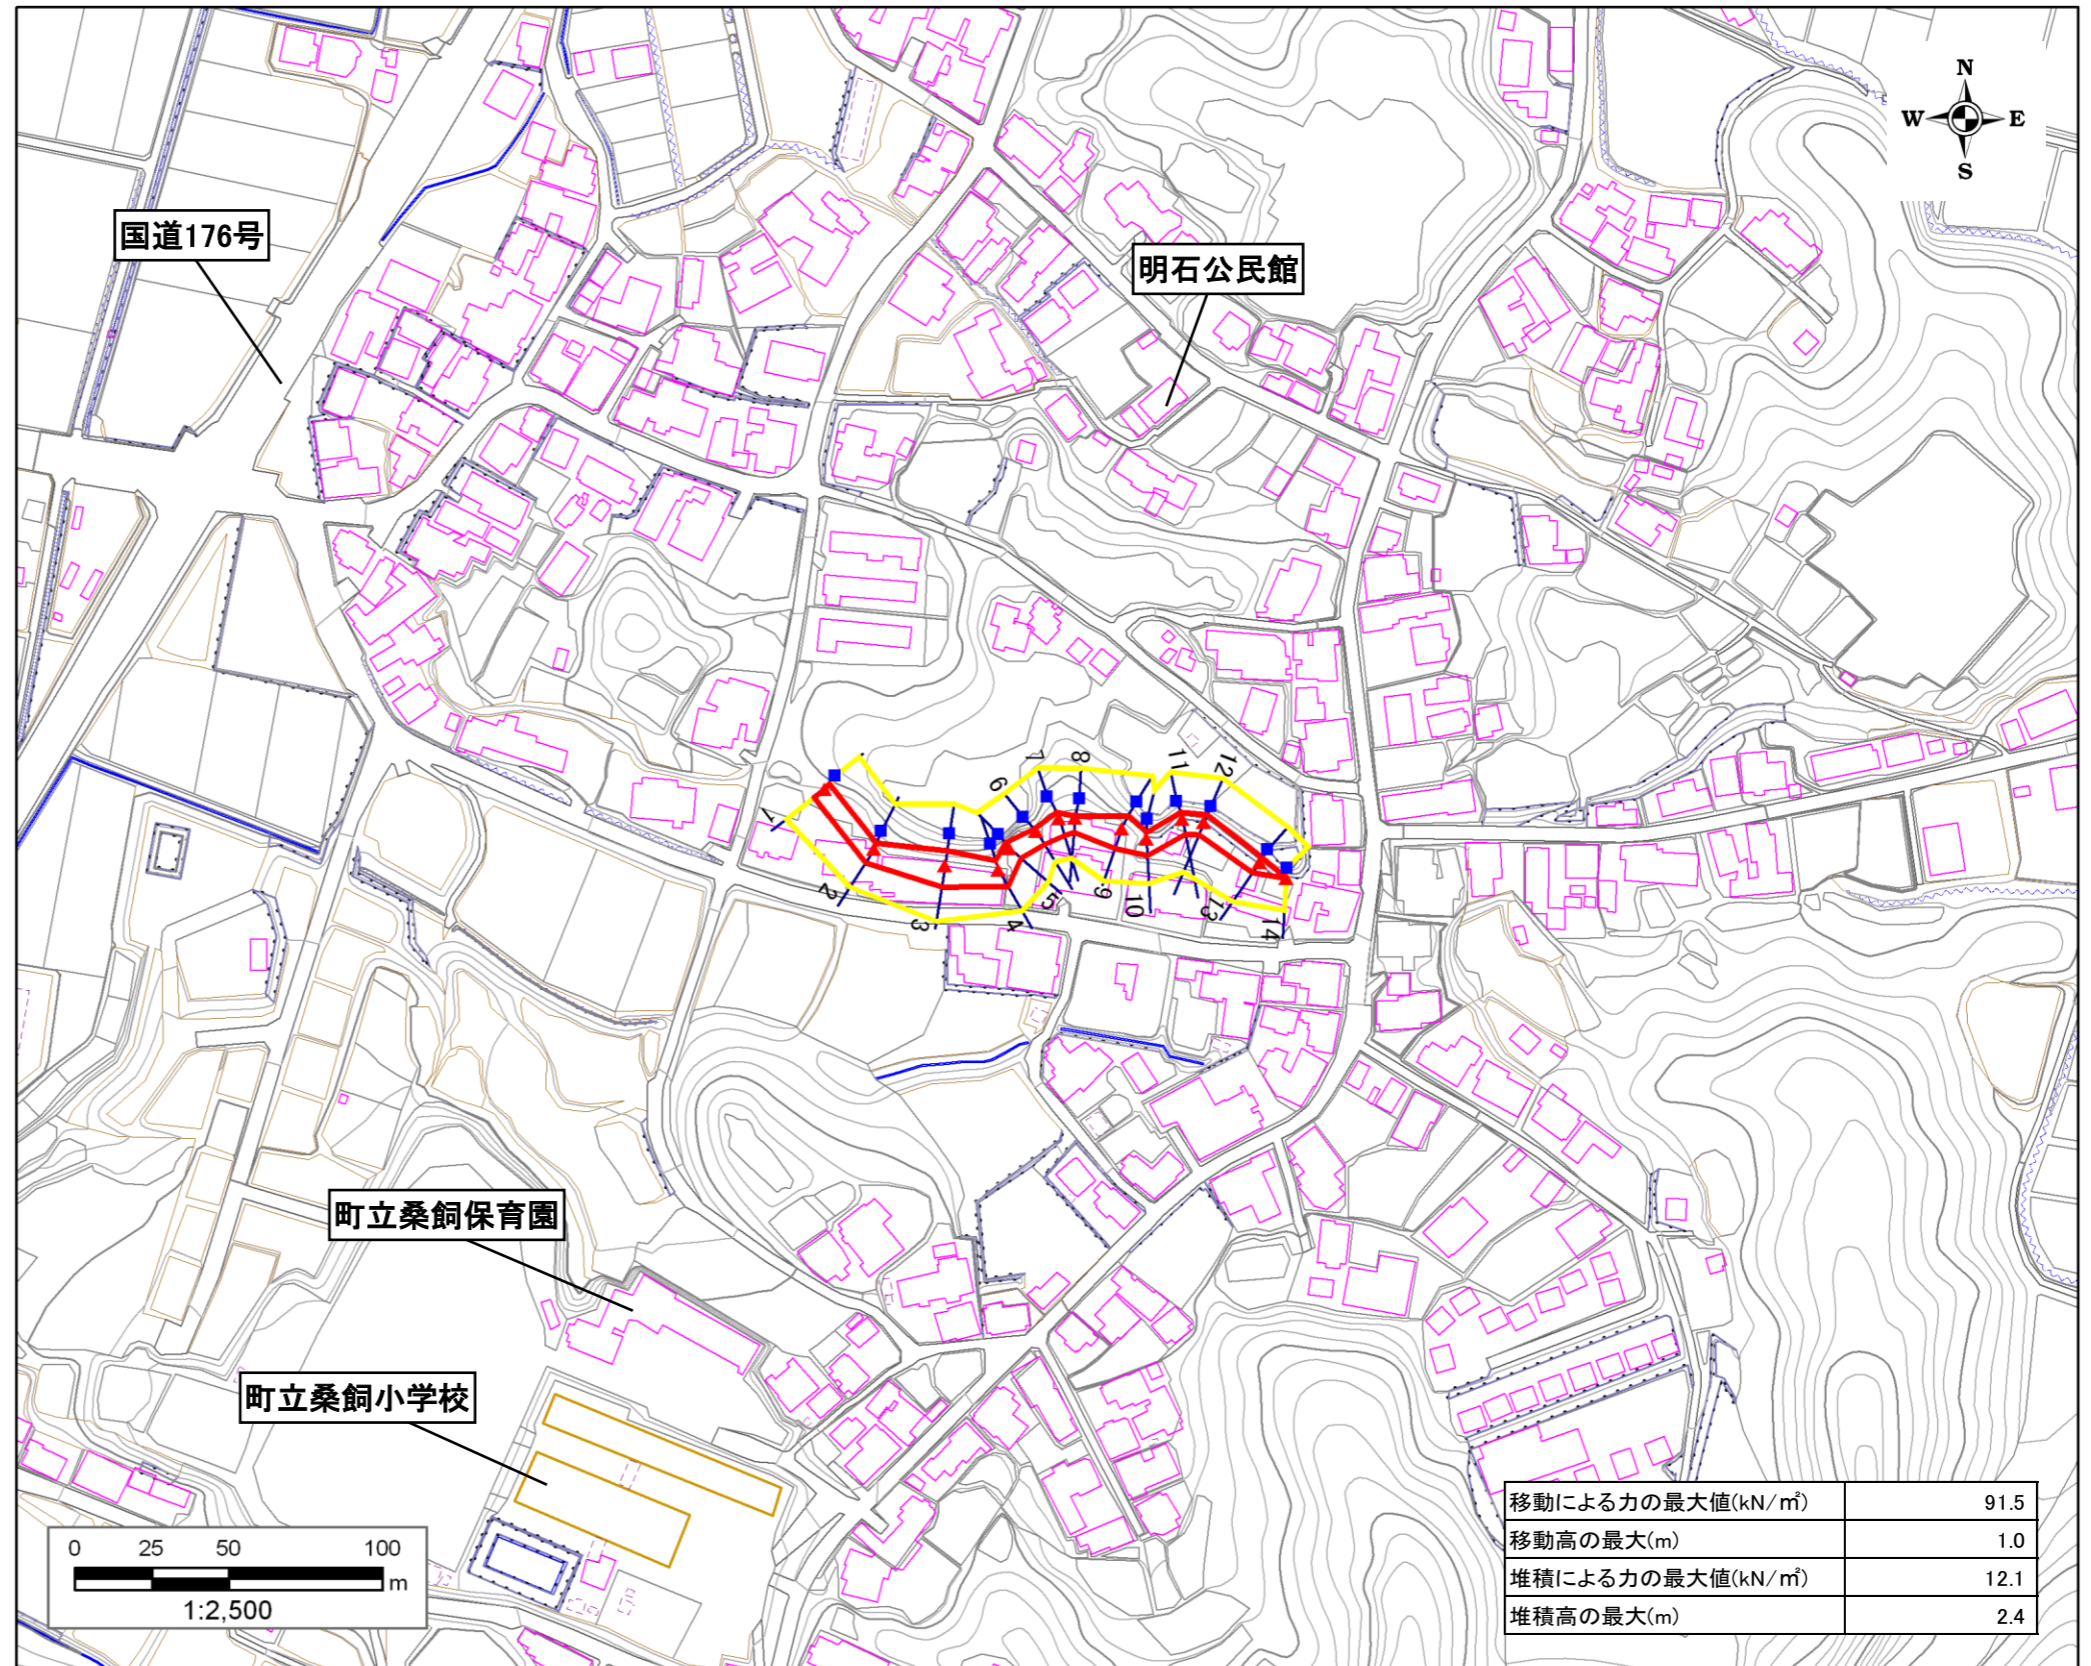 N
W E
S
国道176号
明石公民館
7 8 11 12
6
1
2
3
4
5
9
10
13
14
町立桑飼保育園
町立桑飼小学校
0 25 50 100
m
1:2,500
移動による力の最大値(kN/㎡) 91.5
移動高の最大(m) 1.0
堆積による力の最大値(kN/㎡) 12.1
堆積高の最大(m) 2.4